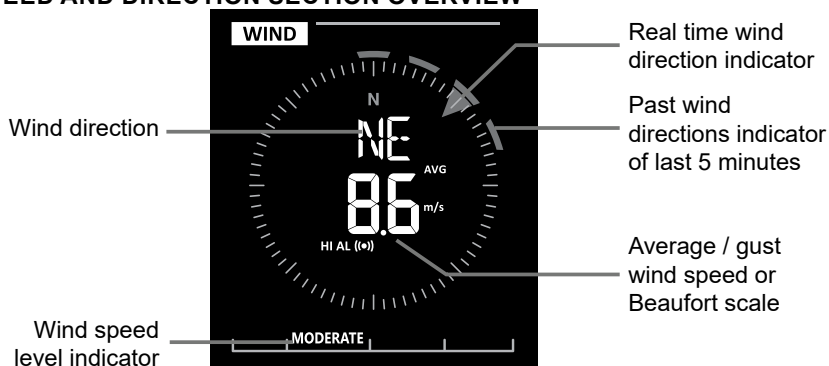 AND DIRECTION SECTION OVERVIEW
WIND
Real time wind
direction indicator
Past wind
directions indicator
of last 5 minutes
Wind direction
N
NE
AVG
8.6
m/s
HI AL ((•))
Average / gust
wind speed or
Beaufort scale
Wind speed
level indicator
MODERATE